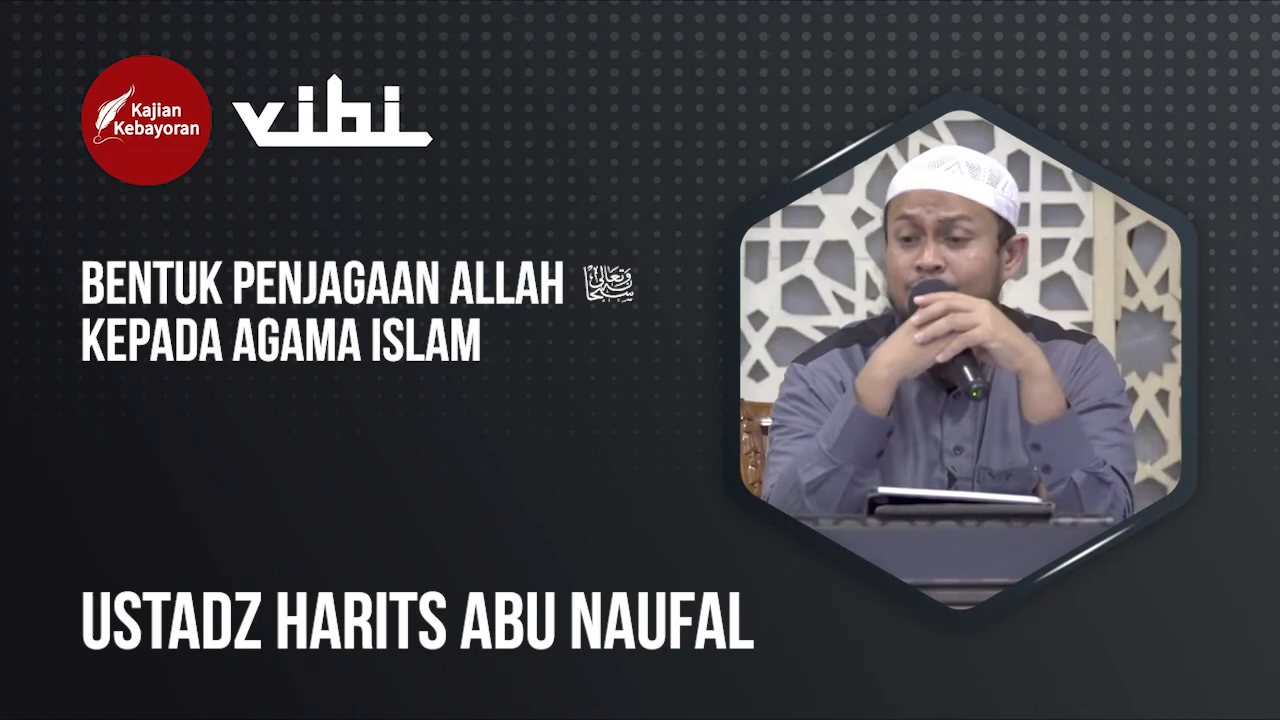 Kajian
Kebayoran
vibi
BENTUK PENJAGAAN ALLAH سبحانه وتعالى
KEPADA AGAMA ISLAM
USTADZ HARITS ABU NAUFAL